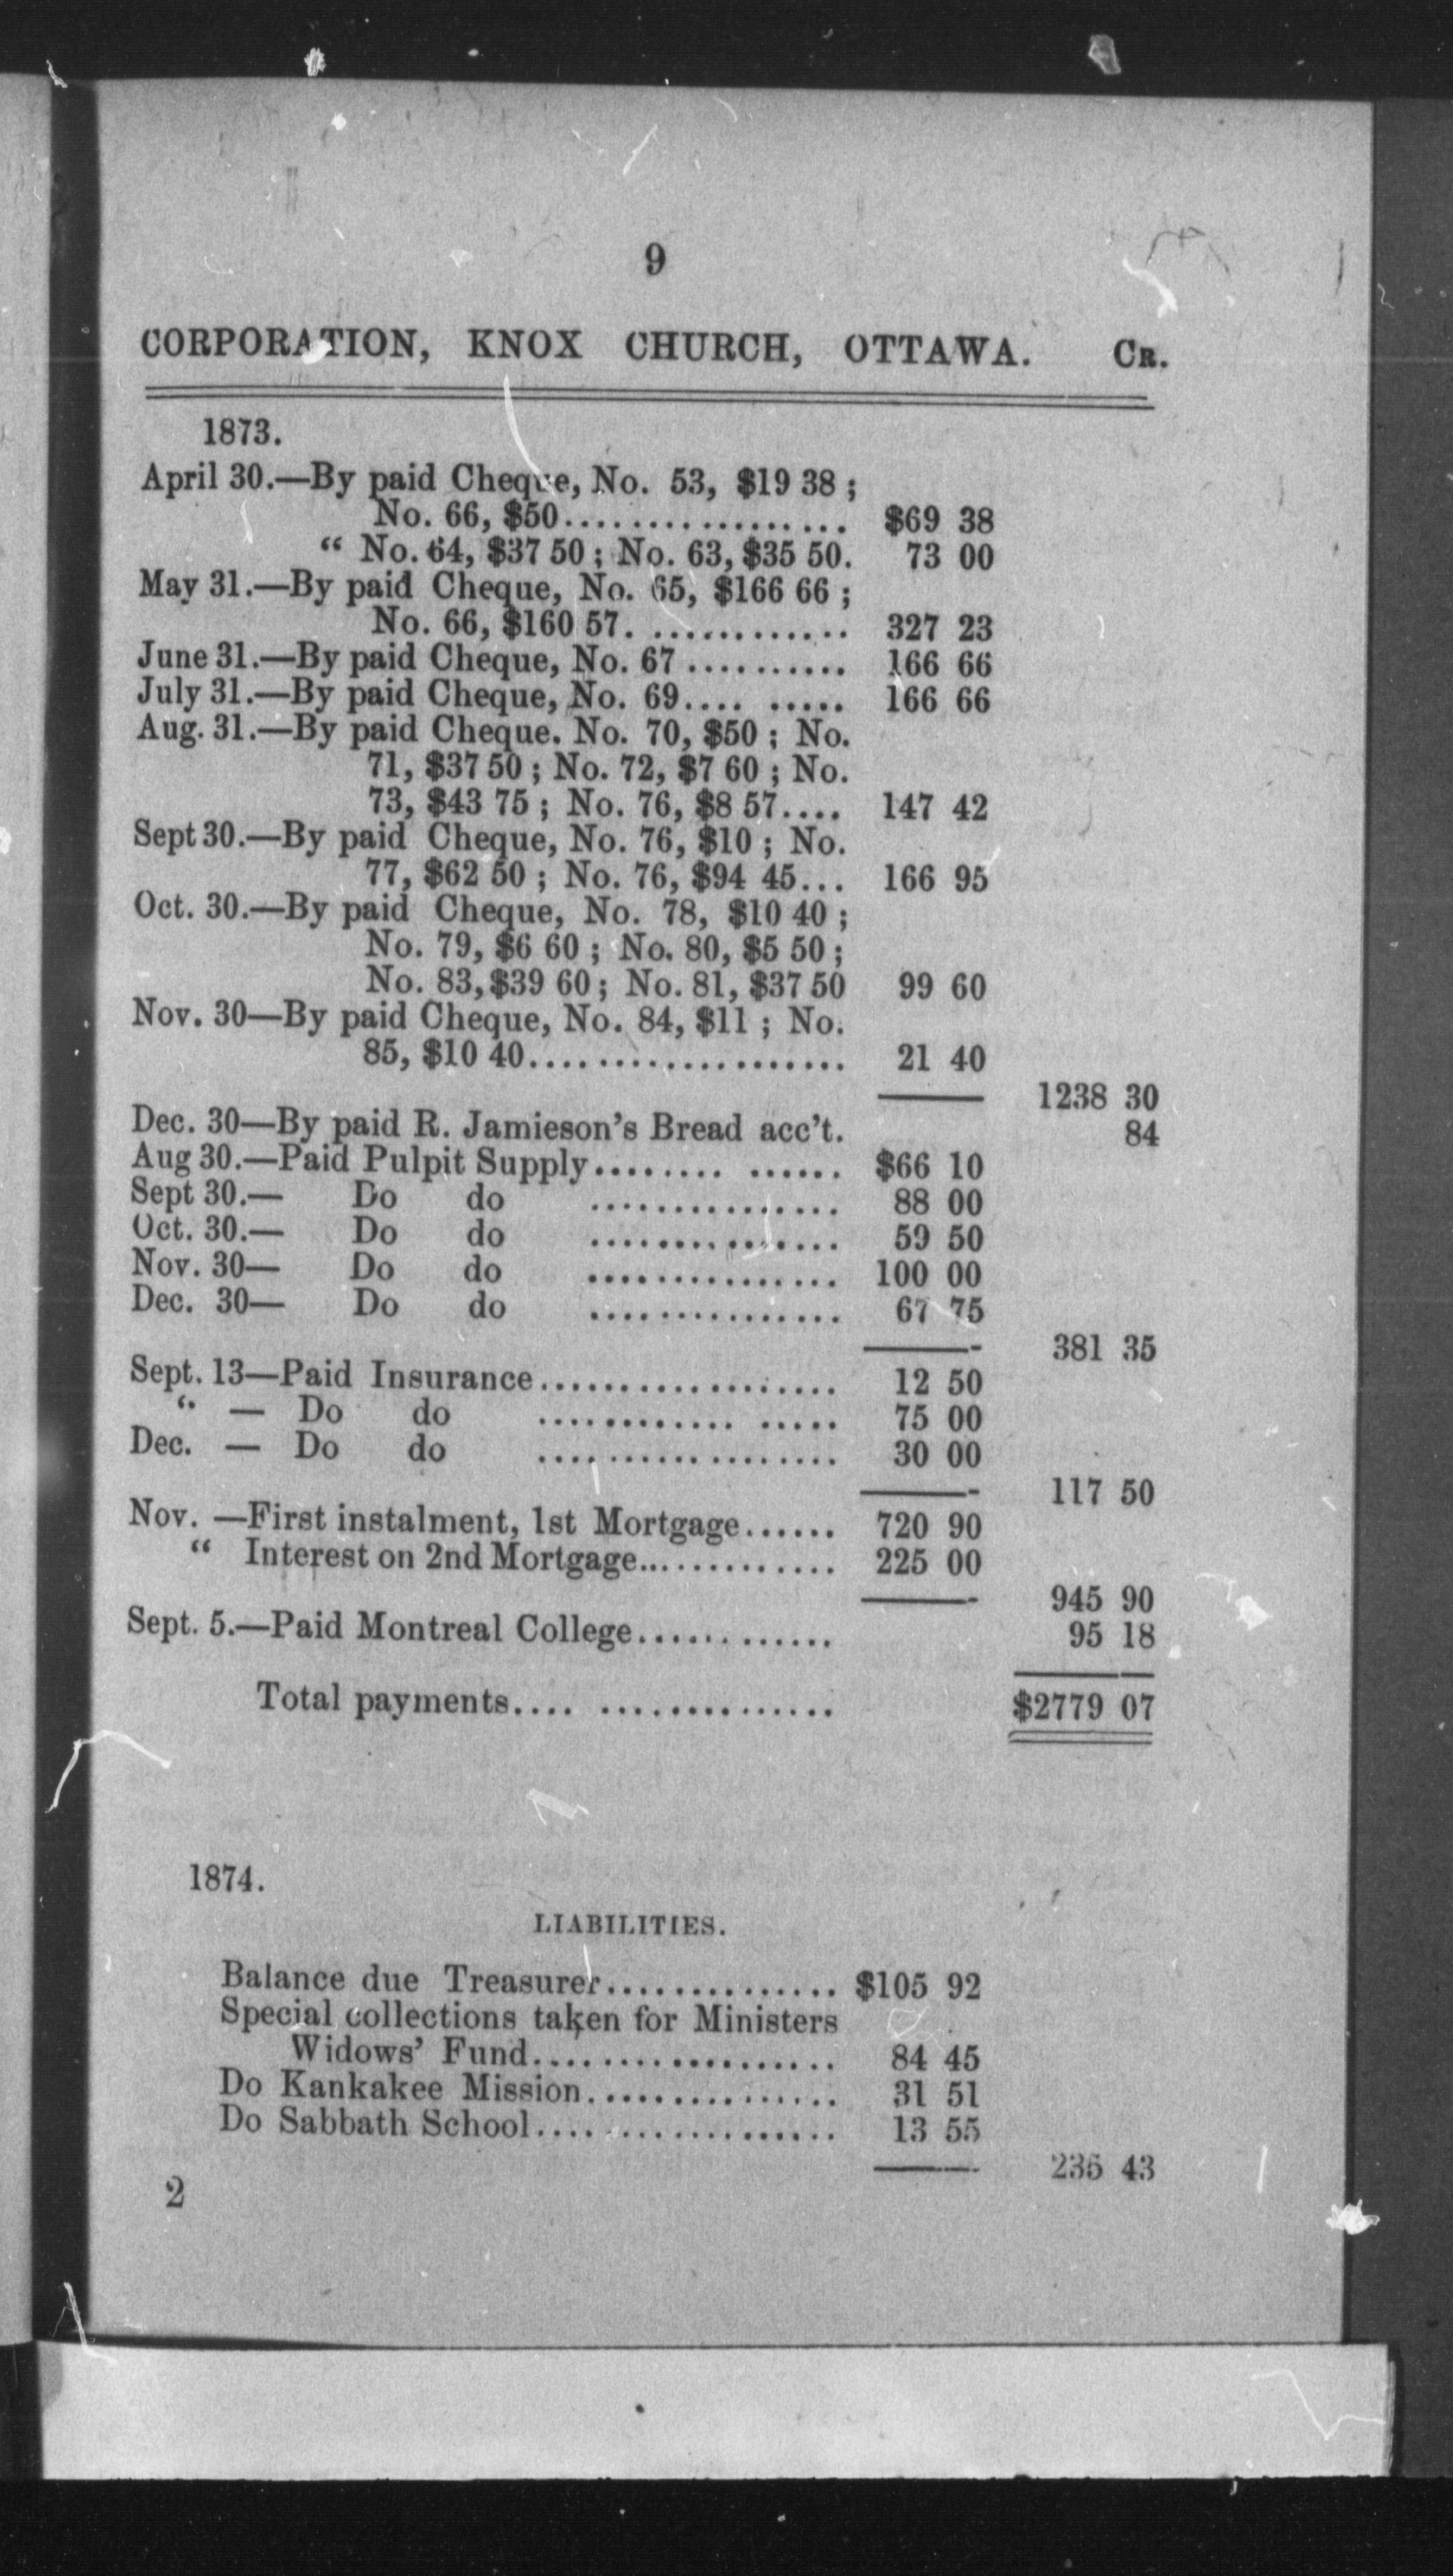 9
CORPORATION, KNOX CHURCH, OTTAWA. CR.
1873.
April 30.—By paid Cheque, No. 53, $19 38 ;
No. 66, $50................. $69 38
“ No. 64, $37 50 ; No. 63, $35 50. 73 00
May 31.—By paid Cheque, No. 65, $166 66 ;
No. 66, $160 57. ............ 327 23
June 31.—By paid Cheque, No. 67.......... 166 66
July 31.—By paid Cheque, No. 69.... ..... 166 66
Aug. 31.—By paid Cheque. No. 70, $50 ; No.
71, $37 50 ; No. 72, $7 60 ; No.
73, $43 75 ; No. 76, $8 57.... 147 42
Sept 30.—By paid Cheque, No. 76, $10 ; No.
77, $62 50 ; No. 76, $94 45... 166 95
Oct. 30.—By paid Cheque, No. 78, $10 40 ;
No. 79, $6 60 ; No. 80, $5 50 ;
No. 83, $39 60 ; No. 81, $37 50 99 60
Nov. 30—By paid Cheque, No. 84, $11 ; No.
85, $10 40................... 21 40
1238 30
Dec. 30—By paid R. Jamieson's Bread acc't. 84
Aug 30.—Paid Pulpit Supply........ ...... $66 10
Sept 30.— Do do ............... 88 00
Oct. 30.— Do do ............... 59 50
Nov. 30— Do do ............... 100 00
Dec. 30— Do do ............... 67 75
381 35
Sept. 13—Paid Insurance................... 12 50
“ — Do do ............ ..... 75 00
Dec. — Do do .................. 30 00
117 50
Nov. —First instalment, 1st Mortgage...... 720 90
“ Interest on 2nd Mortgage............. 225 00
945 90
Sept. 5.—Paid Montreal College............ 95 18
Total payments.... .............. $2779 07
1874.
LIABILITIES.
Balance due Treasurer.............. $105 92
Special collections taken for Ministers
Widows' Fund.................. 84 45
Do Kankakee Mission............... 31 51
Do Sabbath School.................. 13 55
235 43
2